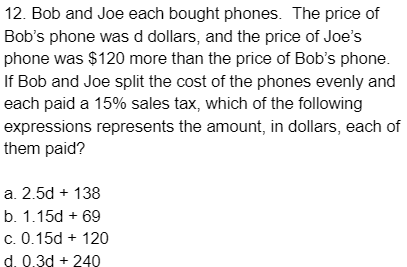 12. Bob and Joe each bought phones.  The price of
Bob's phone was d dollars, and the price of Joe's
phone was $120 more than the price of Bob's phone.
If Bob and Joe split the cost of the phones evenly and
each paid a 15% sales tax, which of the following
expressions represents the amount, in dollars, each of
them paid?
a. 2.5d + 138
b. 1.15d + 69
c. 0.15d + 120
d. 0.3d + 240